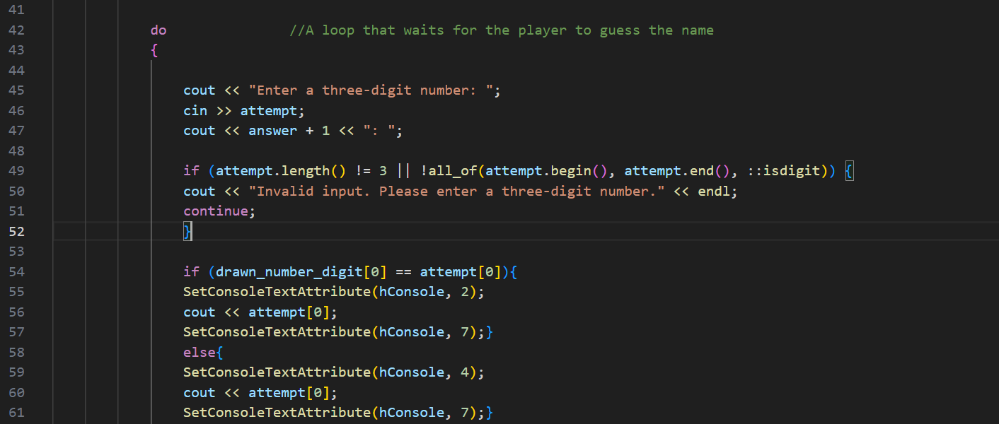 41
42 do //A loop that waits for the player to guess the name
43 {
44
45 cout << "Enter a three-digit number: ";
46 cin >> attempt;
47 cout << answer + 1 << ": ";
48
49 if (attempt.length() != 3 || !all_of(attempt.begin(), attempt.end(), ::isdigit)) {
50 cout << "Invalid input. Please enter a three-digit number." << endl;
51 continue;
52 }
53
54 if (drawn_number_digit[0] == attempt[0]){
55 SetConsoleTextAttribute(hConsole, 2);
56 cout << attempt[0];
57 SetConsoleTextAttribute(hConsole, 7);}
58 else{
59 SetConsoleTextAttribute(hConsole, 4);
60 cout << attempt[0];
61 SetConsoleTextAttribute(hConsole, 7);}